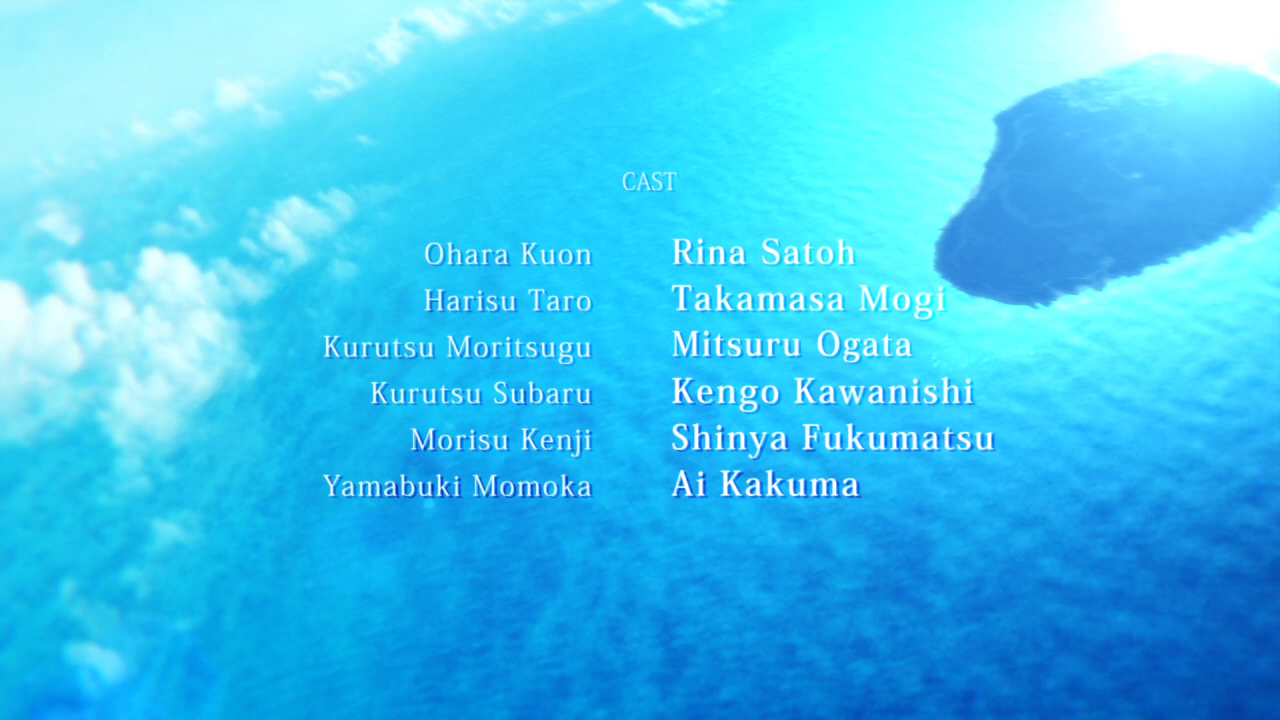 CAST
Ohara Kuon Rina Satoh
Harisu Taro Takamasa Mogi
Kurutsu Moritsugu Mitsuru Ogata
Kurutsu Subaru Kengo Kawanishi
Morisu Kenji Shinya Fukumatsu
Yamabuki Momoka Ai Kakuma